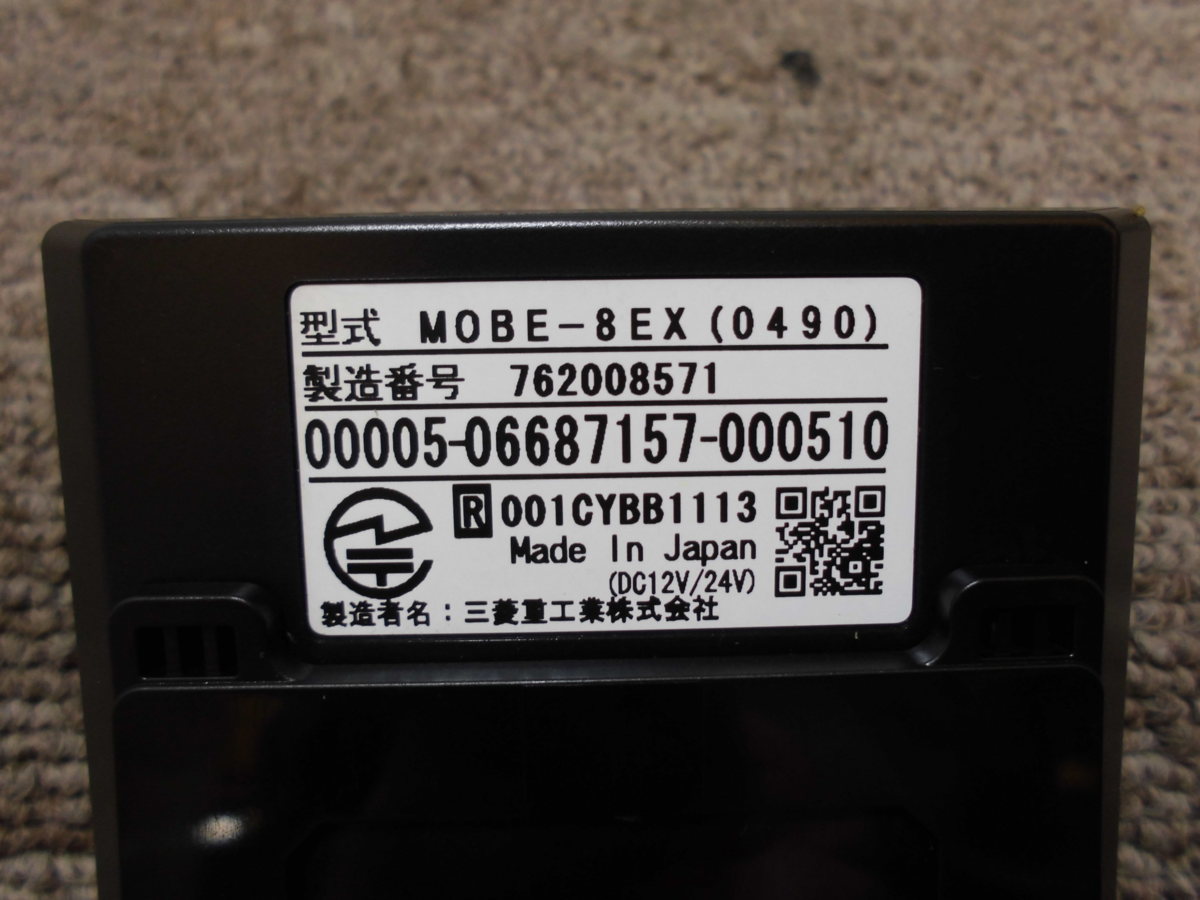 型式 MOBE-8EX(0490)
製造番号 762008571
00005-06687157-000510
R 001CYBB1113
Made In Japan
(DC12V/24V)
製造者名：三菱重工業株式会社